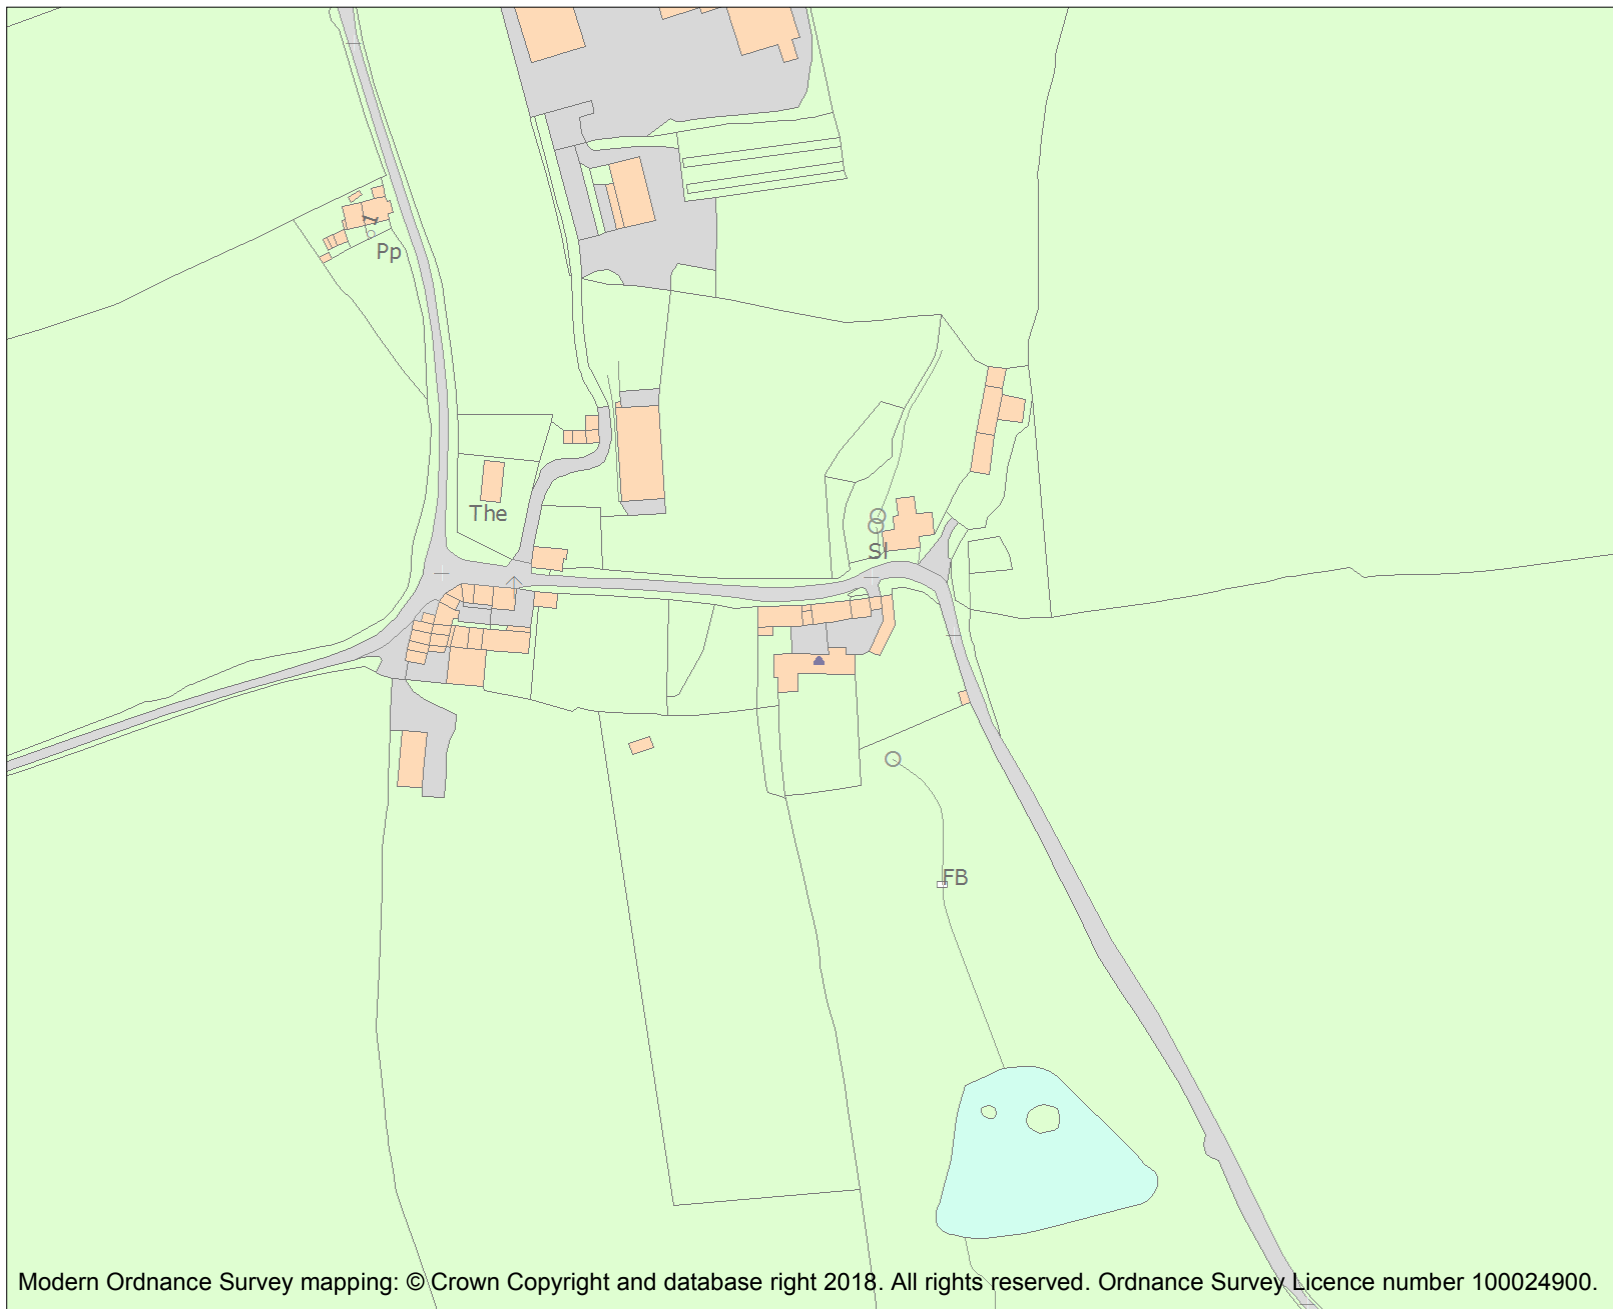 1
Pp
The
Sl
FB
Modern Ordnance Survey mapping: © Crown Copyright and database right 2018. All rights reserved. Ordnance Survey Licence number 100024900.